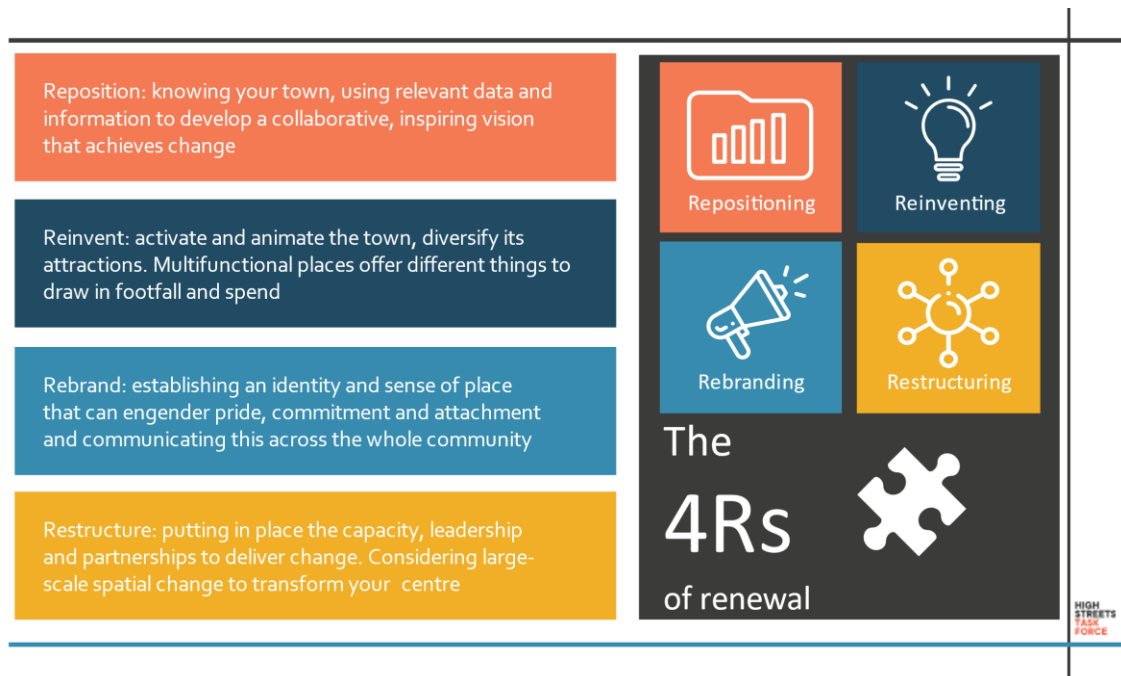 Reposition: knowing your town, using relevant data and
information to develop a collaborative, inspiring vision
that achieves change
Reinvent: activate and animate the town, diversify its
attractions. Multifunctional places offer different things to
draw in footfall and spend
Rebrand: establishing an identity and sense of place
that can engender pride, commitment and attachment
and communicating this across the whole community
Restructure: putting in place the capacity, leadership
and partnerships to deliver change. Considering large-
scale spatial change to transform your centre
Repositioning
Reinventing
Rebranding
Restructuring
The
4Rs
of renewal
HIGH
STREETS
TASK
FORCE